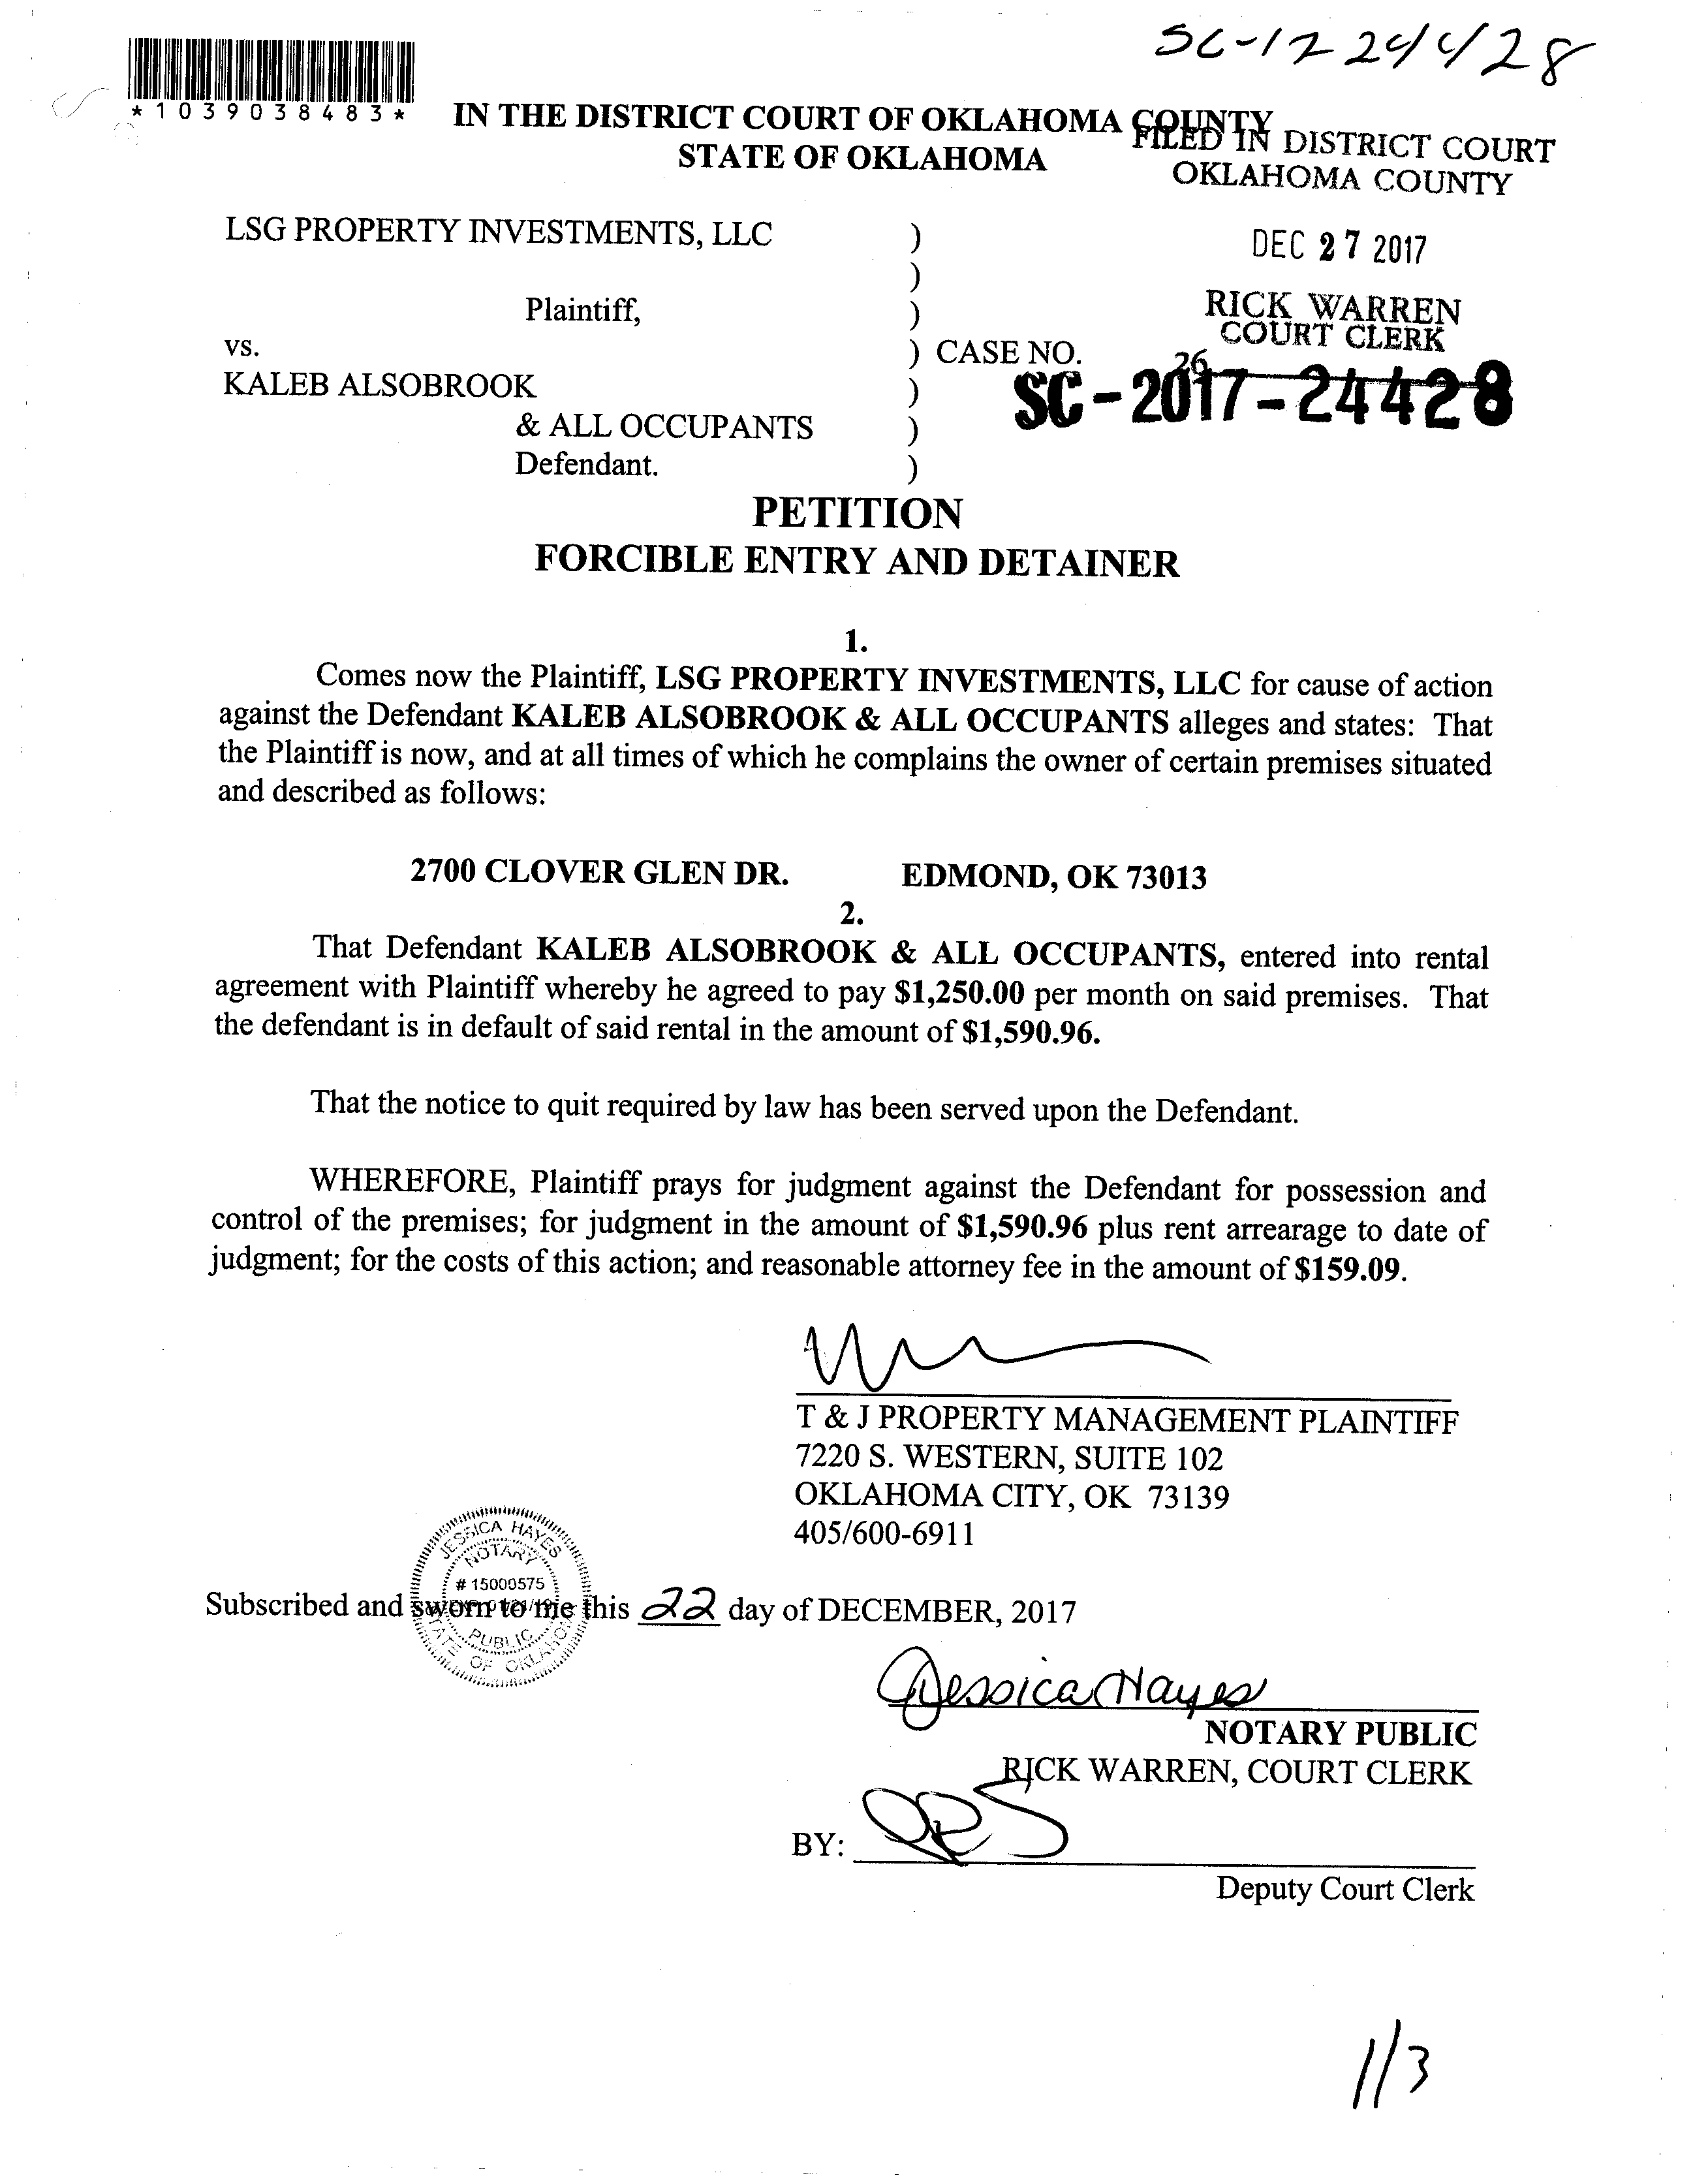 SC-17 24428
*1039038483*
IN THE DISTRICT COURT OF OKLAHOMA COUNTY
STATE OF OKLAHOMA
FILED IN DISTRICT COURT
OKLAHOMA COUNTY
DEC 27 2017
RICK WARREN
COURT CLERK
26
LSG PROPERTY INVESTMENTS, LLC )
)
Plaintiff, )
vs. ) CASE NO.
SC-2017-24428
KALEB ALSOBROOK )
& ALL OCCUPANTS )
Defendant. )
PETITION
FORCIBLE ENTRY AND DETAINER
1.
Comes now the Plaintiff, LSG PROPERTY INVESTMENTS, LLC for cause of action
against the Defendant KALEB ALSOBROOK & ALL OCCUPANTS alleges and states: That
the Plaintiff is now, and at all times of which he complains the owner of certain premises situated
and described as follows:
2700 CLOVER GLEN DR. EDMOND, OK 73013
2.
That Defendant KALEB ALSOBROOK & ALL OCCUPANTS, entered into rental
agreement with Plaintiff whereby he agreed to pay $1,250.00 per month on said premises. That
the defendant is in default of said rental in the amount of $1,590.96.
That the notice to quit required by law has been served upon the Defendant.
WHEREFORE, Plaintiff prays for judgment against the Defendant for possession and
control of the premises; for judgment in the amount of $1,590.96 plus rent arrearage to date of
judgment; for the costs of this action; and reasonable attorney fee in the amount of $159.09.
T & J PROPERTY MANAGEMENT PLAINTIFF
7220 S. WESTERN, SUITE 102
OKLAHOMA CITY, OK 73139
405/600-6911
JESSICA HAYES
NOTARY
# 15000575
PUBLIC
STATE OF OKLAHOMA
Subscribed and sworn to me this 22 day of DECEMBER, 2017
Jessica Hayes
NOTARY PUBLIC
RICK WARREN, COURT CLERK
BY:
Deputy Court Clerk
1/3